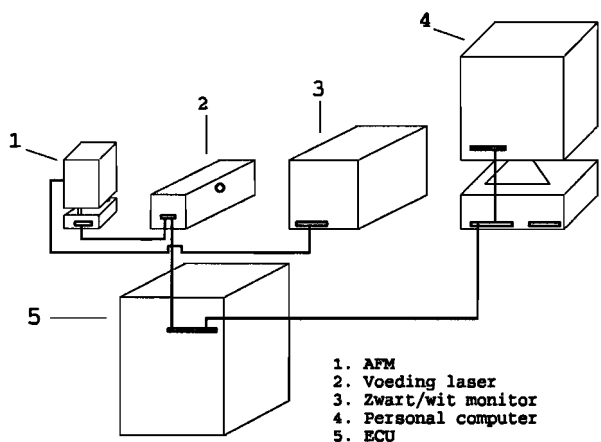 4
3
2
1
5
1. AFM
2. Voeding laser
3. Zwart/wit monitor
4. Personal computer
5. ECU